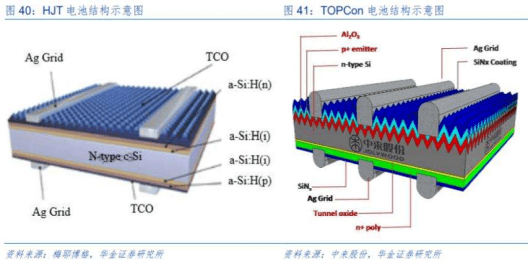 图 40：HJT 电池结构示意图
Ag Grid
TCO
a-Si:H(n)
a-Si:H(i)
N-type c-Si
a-Si:H(i)
a-Si:H(p)
Ag Grid
TCO
资料来源：梅耶博格，华金证券研究所
图 41：TOPCon 电池结构示意图
Al₂O₃
p+ emitter
n-type Si
Ag Grid
SiNx Coating
中来股份
JOLYWOOD
SiNₓ
Ag Grid
Tunnel oxide
n+ poly
资料来源：中来股份，华金证券研究所